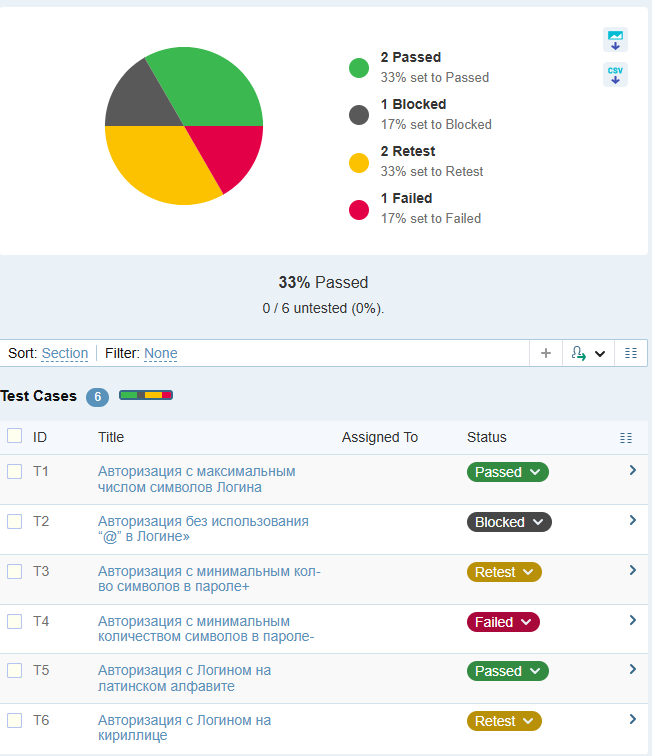 CSV
2 Passed
33% set to Passed
1 Blocked
17% set to Blocked
2 Retest
33% set to Retest
1 Failed
17% set to Failed
33% Passed
0 / 6 untested (0%).
Sort: Section Filter: None
Test Cases 6
ID Title Assigned To Status
T1 Авторизация с максимальным Passed
числом символов Логина
T2 Авторизация без использования Blocked
“@” в Логине»
T3 Авторизация с минимальным кол- Retest
во символов в пароле+
T4 Авторизация с минимальным Failed
количеством символов в пароле-
T5 Авторизация с Логином на Passed
латинском алфавите
T6 Авторизация с Логином на Retest
кириллице